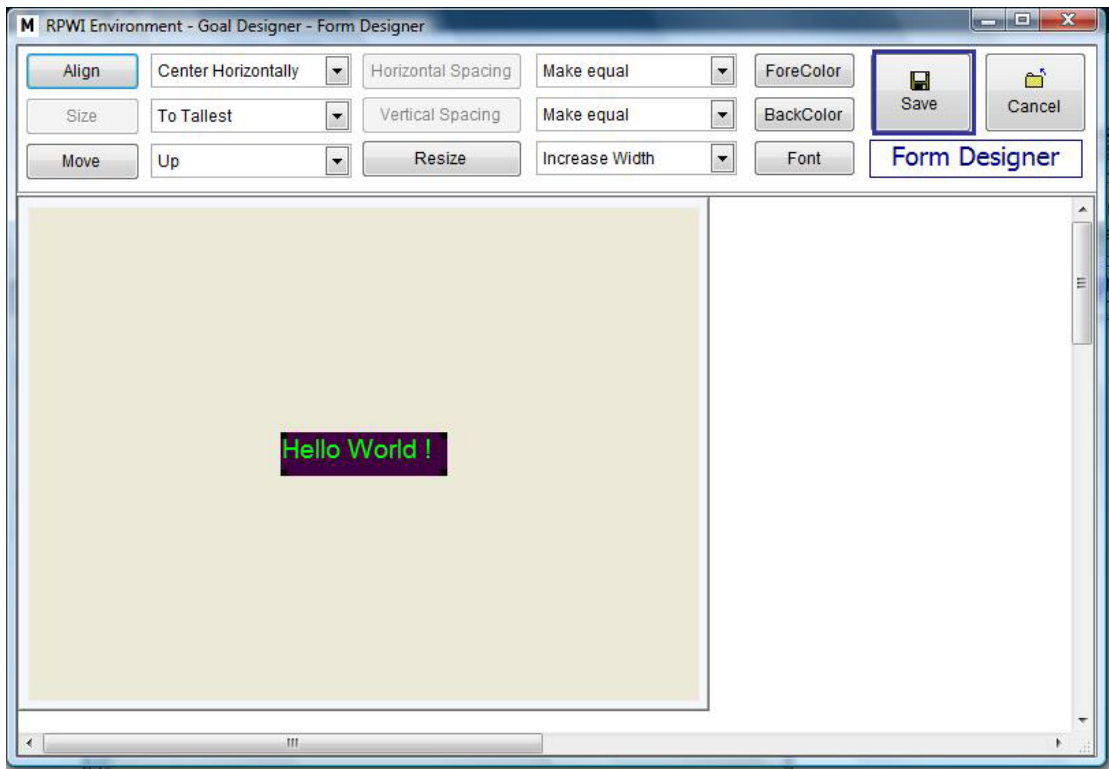 M RPWI Environment - Goal Designer - Form Designer
Align Center Horizontally Horizontal Spacing Make equal ForeColor
Size To Tallest Vertical Spacing Make equal BackColor
Move Up Resize Increase Width Font
Save Cancel
Form Designer
Hello World !